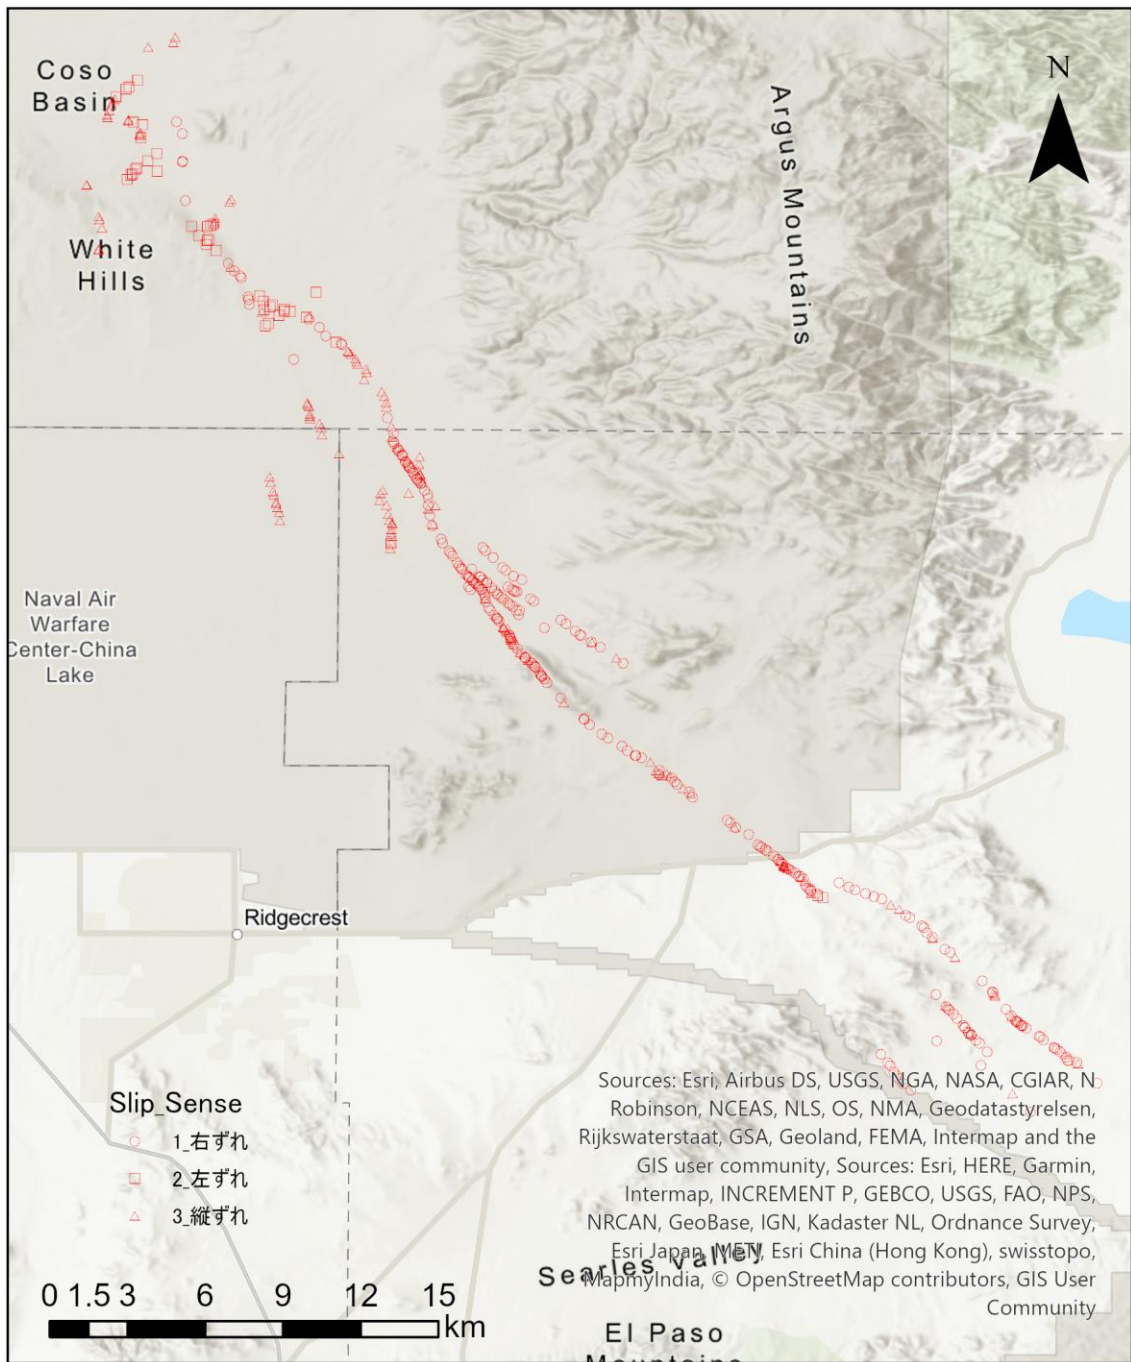 Coso
Basin
N
Argus Mountains
White
Hills
Naval Air
Warfare
Center-China
Lake
Ridgecrest
Slip_Sense
1_右ずれ
2_左ずれ
3_縦ずれ
Sources: Esri, Airbus DS, USGS, NGA, NASA, CGIAR, N
Robinson, NCEAS, NLS, OS, NMA, Geodatastyrelsen,
Rijkswaterstaat, GSA, Geoland, FEMA, Intermap and the
GIS user community, Sources: Esri, HERE, Garmin,
Intermap, INCREMENT P, GEBCO, USGS, FAO, NPS,
NRCAN, GeoBase, IGN, Kadaster NL, Ordnance Survey,
Esri Japan, METI, Esri China (Hong Kong), swisstopo,
MapmyIndia, © OpenStreetMap contributors, GIS User
Community
Searles Valley
0 1.5 3 6 9 12 15
km
El Paso
Mountains